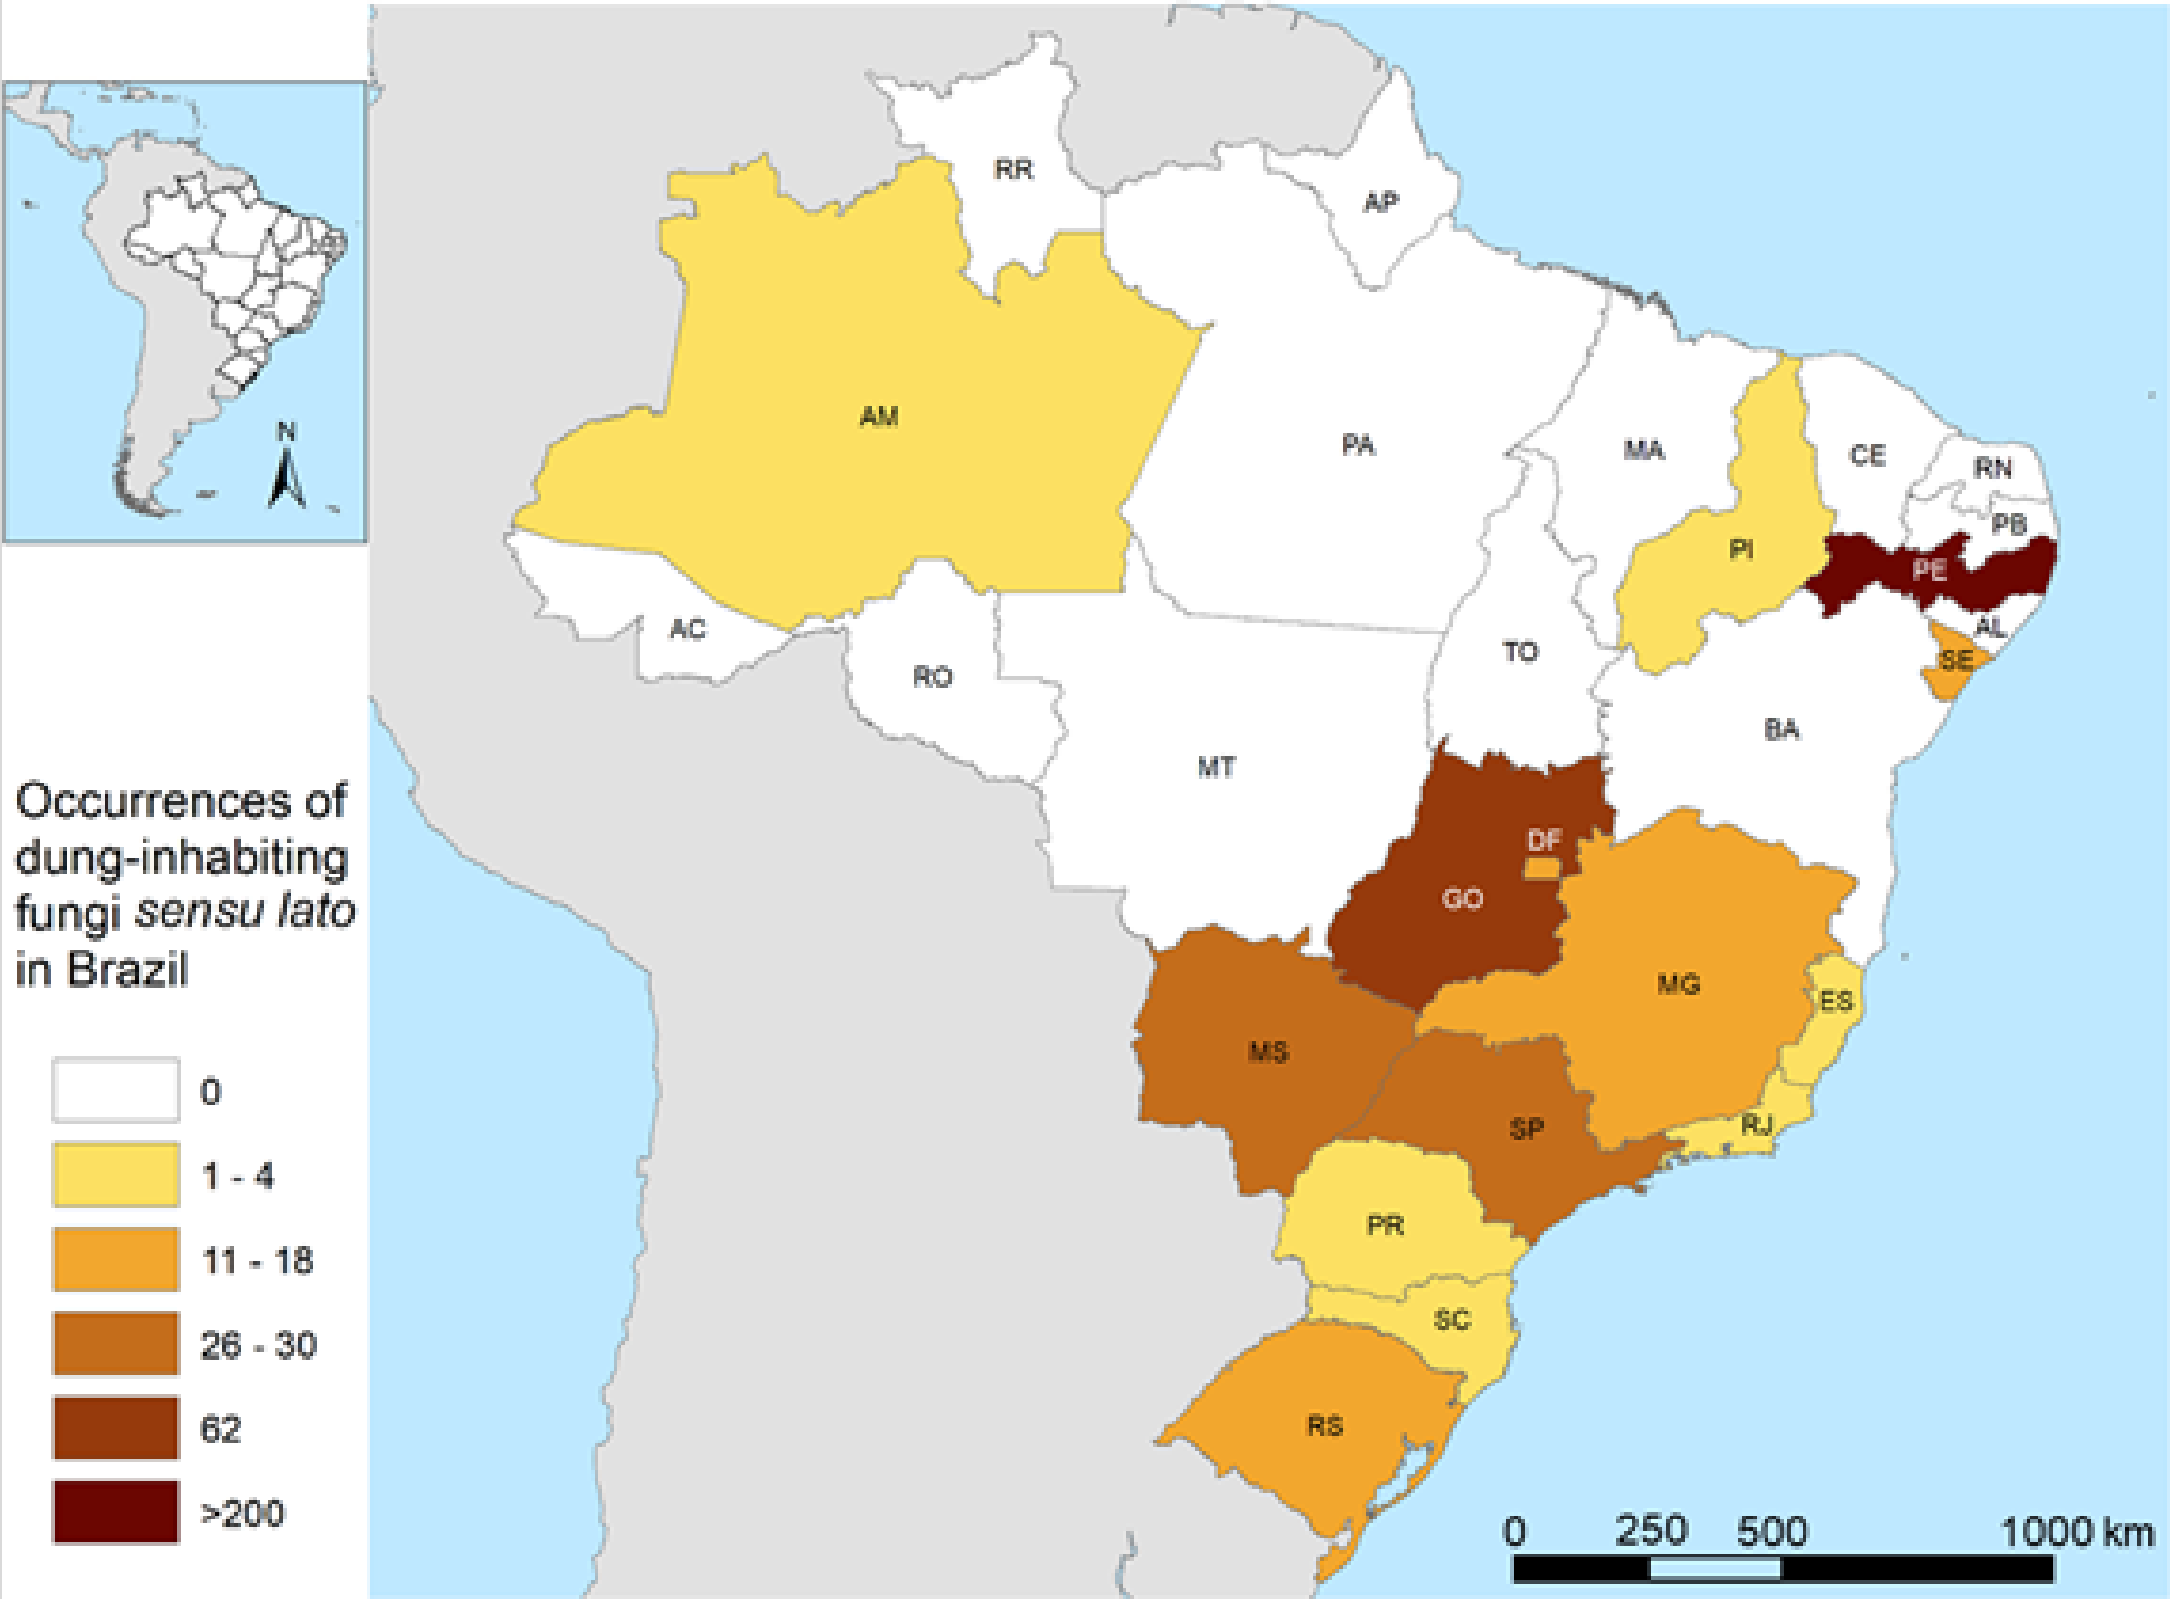 N
Occurrences of
dung-inhabiting
fungi sensu lato
in Brazil
0
1 - 4
11 - 18
26 - 30
62
>200
RR
AP
AM
PA
MA
CE
RN
PB
PI
PE
AL
SE
AC
RO
TO
BA
MT
DF
GO
MG
ES
MS
SP
RJ
PR
SC
RS
0 250 500 1000 km